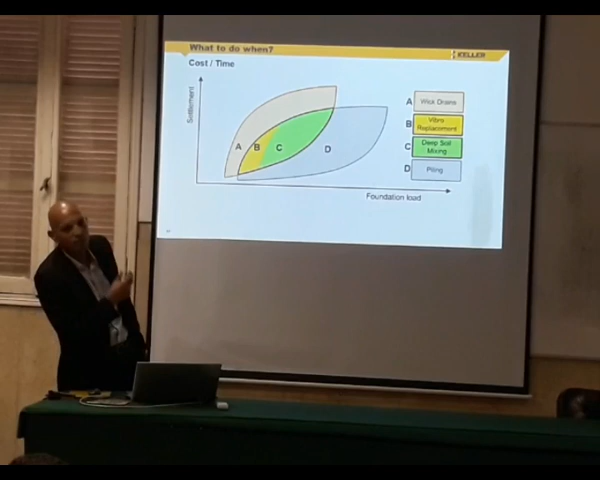 What to do when?
KELLER
Cost / Time
Settlement
A
B
C
D
A
Wick Drains
B
Vibro
Replacement
C
Deep Soil
Mixing
D
Piling
Foundation load